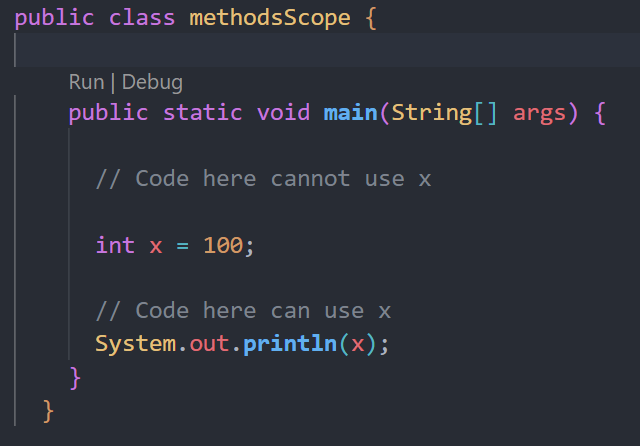 public class methodsScope {
Run | Debug
public static void main(String[] args) {
// Code here cannot use x
int x = 100;
// Code here can use x
System.out.println(x);
}
}